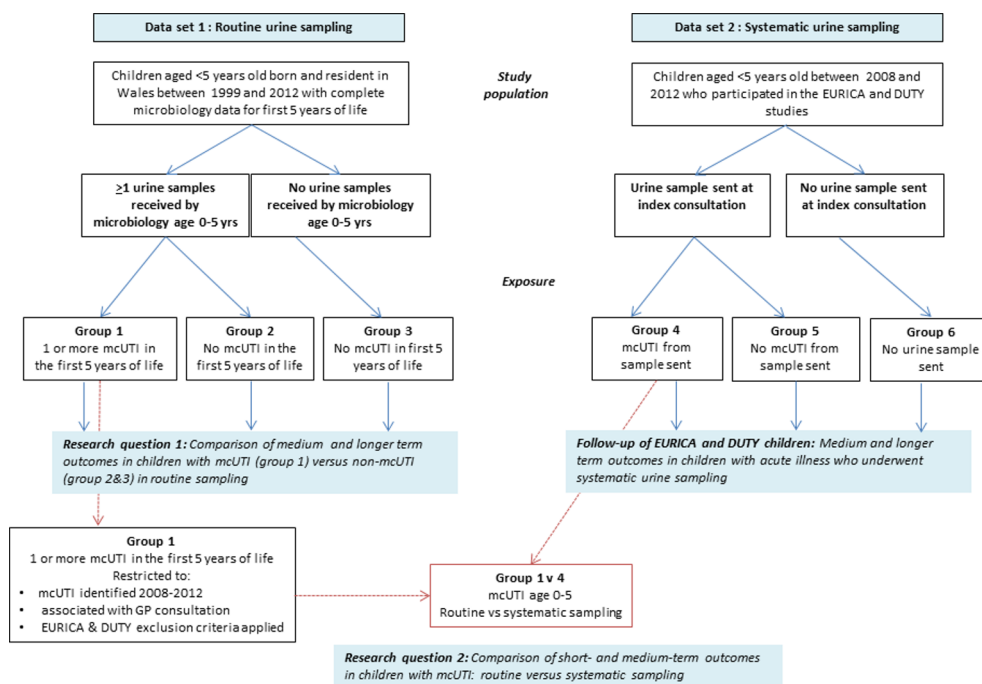 Data set 1 : Routine urine sampling
Data set 2 : Systematic urine sampling
Children aged <5 years old born and resident in
Wales between 1999 and 2012 with complete
microbiology data for first 5 years of life
Study
population
Children aged <5 years old between 2008 and
2012 who participated in the EURICA and DUTY
studies
≥1 urine samples
received by
microbiology age 0-5 yrs
No urine samples
received by microbiology
age 0-5 yrs
Urine sample sent at
index consultation
No urine sample sent
at index consultation
Exposure
Group 1
1 or more mcUTI in
the first 5 years of life
Group 2
No mcUTI in the
first 5 years of life
Group 3
No mcUTI in first 5
years of life
Group 4
mcUTI from
sample sent
Group 5
No mcUTI from
sample sent
Group 6
No urine sample
sent
Research question 1: Comparison of medium and longer term
outcomes in children with mcUTI (group 1) versus non-mcUTI
(group 2&3) in routine sampling
Follow-up of EURICA and DUTY children: Medium and longer
term outcomes in children with acute illness who underwent
systematic urine sampling
Group 1
1 or more mcUTI in the first 5 years of life
Restricted to:
• mcUTI identified 2008-2012
• associated with GP consultation
• EURICA & DUTY exclusion criteria applied
Group 1 v 4
mcUTI age 0-5
Routine vs systematic sampling
Research question 2: Comparison of short- and medium-term outcomes
in children with mcUTI: routine versus systematic sampling